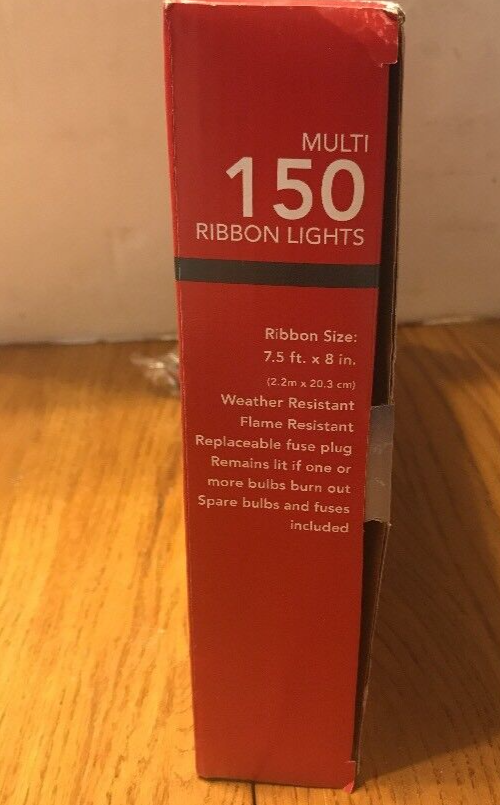 MULTI
150
RIBBON LIGHTS
Ribbon Size:
7.5 ft. x 8 in.
(2.2m x 20.3 cm)
Weather Resistant
Flame Resistant
Replaceable fuse plug
Remains lit if one or
more bulbs burn out
Spare bulbs and fuses
included